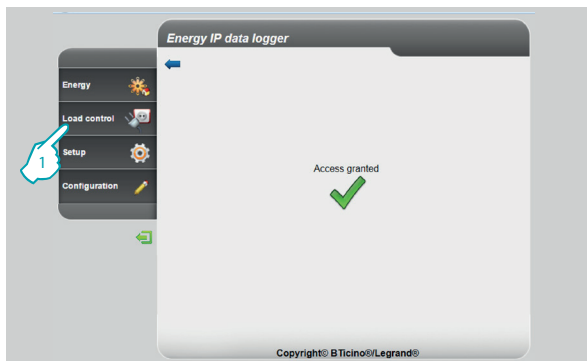 Energy IP data logger
Energy
Load control
1
Setup
Configuration
Access granted
Copyright© BTicino®/Legrand®